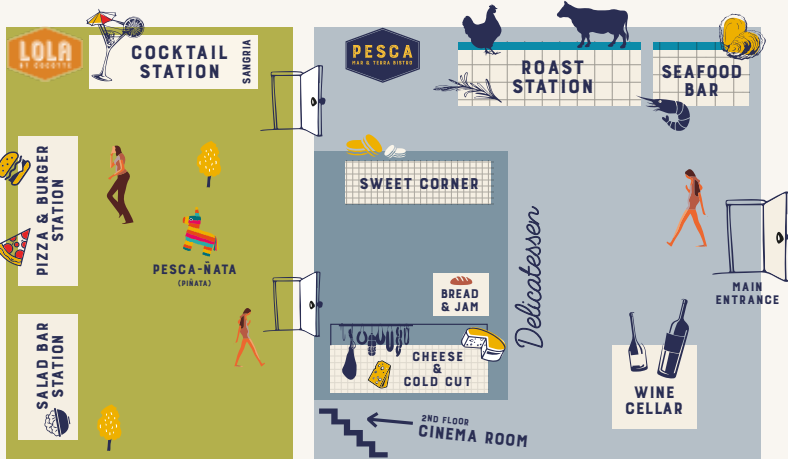 LOLA
BY COCOTTE
COCKTAIL
STATION
SANGRIA
PESCA
MAR & TERRA BISTRO
ROAST
STATION
SEAFOOD
BAR
PIZZA & BURGER
STATION
SWEET CORNER
PESCA-ÑATA
(PIÑATA)
Delicatessen
MAIN
ENTRANCE
BREAD
& JAM
SALAD BAR
STATION
CHEESE
&
COLD CUT
WINE
CELLAR
2ND FLOOR
CINEMA ROOM